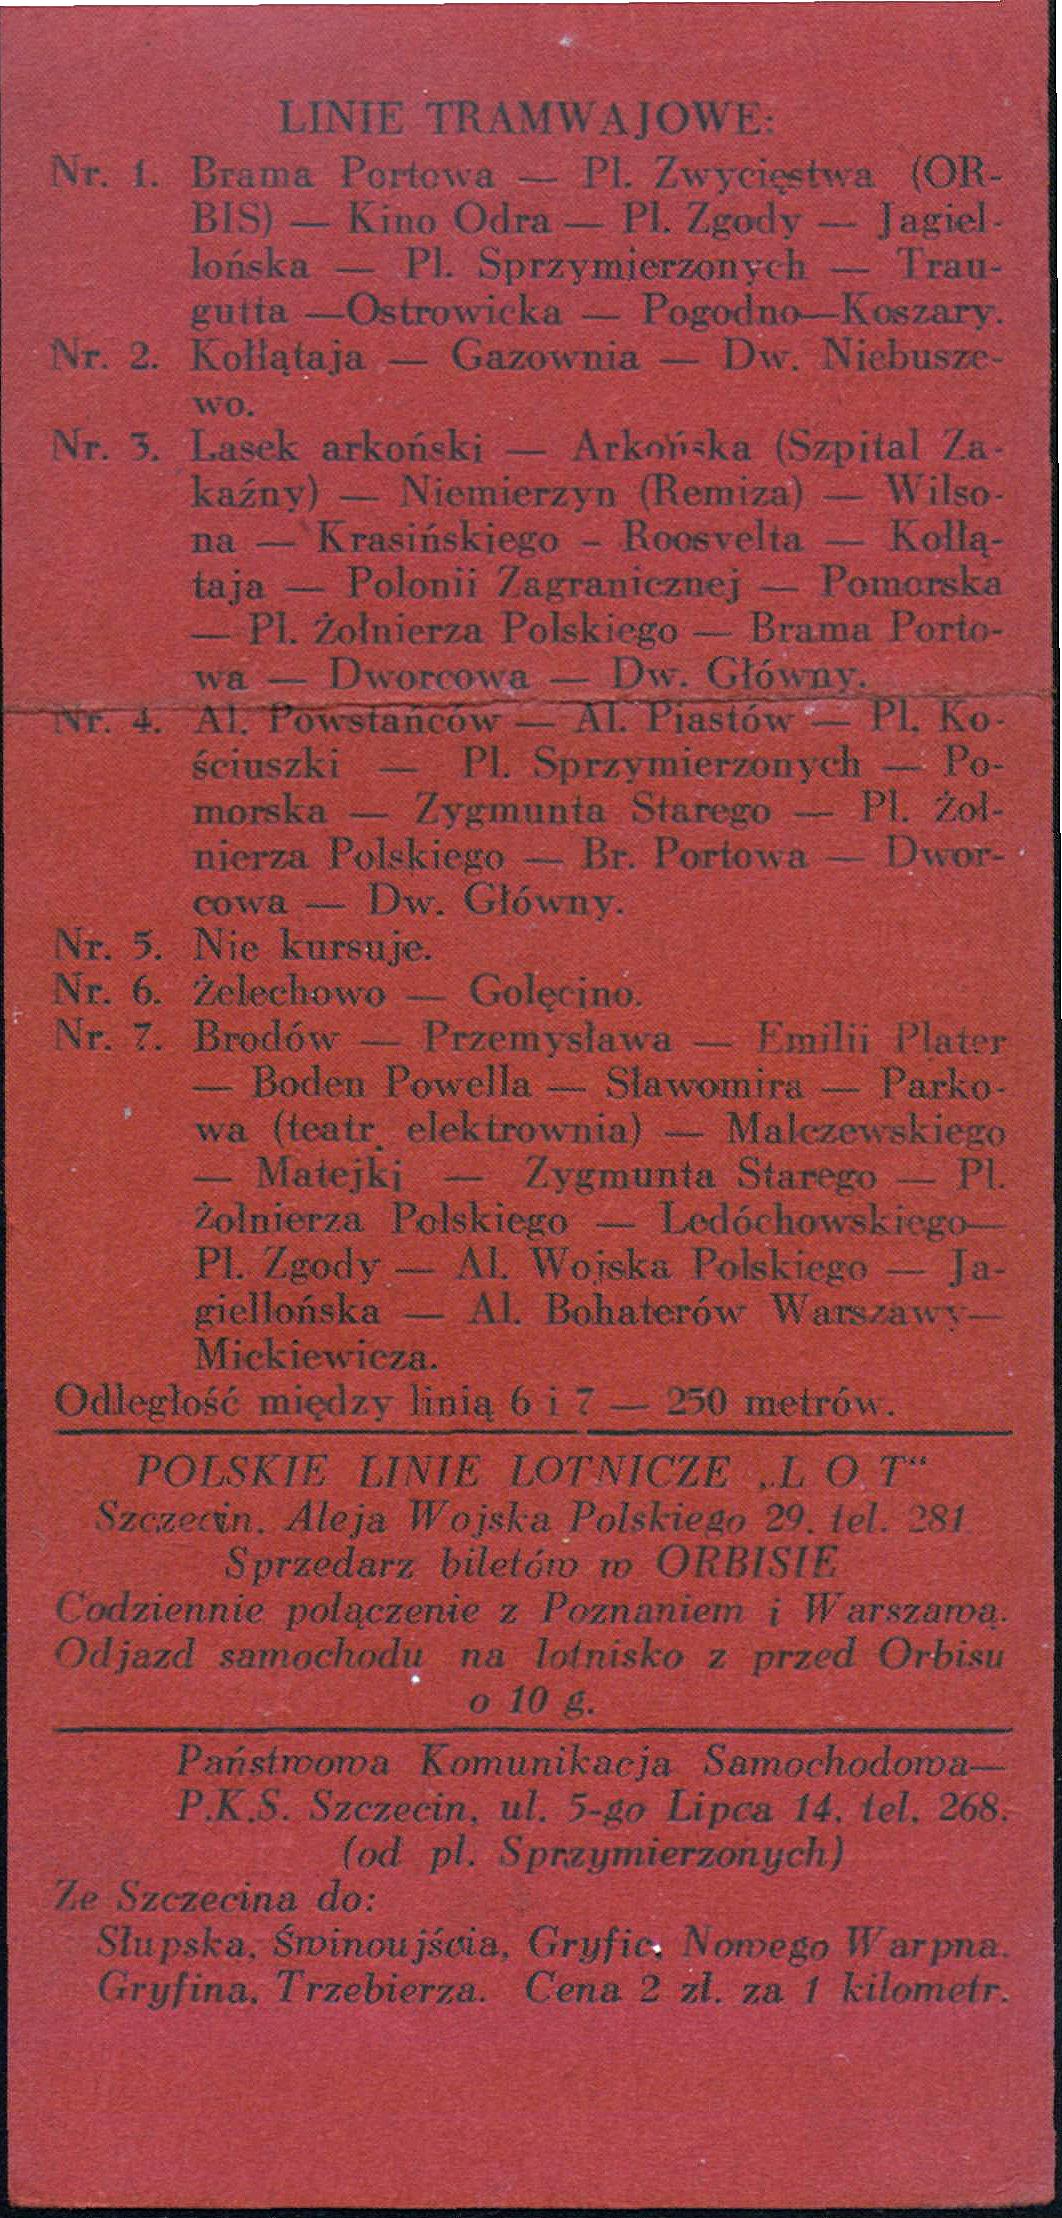 LINIE TRAMWAJOWE:
Nr. 1. Brama Portowa — Pl. Zwycięstwa (OR-
BIS) — Kino Odra — Pl. Zgody — Jagiel-
lońska — Pl. Sprzymierzonych — Trau-
gutta —Ostrowicka — Pogodno—Koszary.
Nr. 2. Kołłątaja — Gazownia — Dw. Niebusze-
wo.
Nr. 3. Lasek arkoński — Arkońska (Szpital Za-
kaźny) — Niemierzyn (Remiza) — Wilso-
na — Krasińskiego - Roosvelta — Kołłą-
taja — Polonii Zagranicznej — Pomorska
— Pl. Żołnierza Polskiego — Brama Porto-
wa — Dworcowa — Dw. Główny.
Nr. 4. Al. Powstańców — Al. Piastów — Pl. Ko-
ściuszki — Pl. Sprzymierzonych — Po-
morska — Zygmunta Starego — Pl. Żoł-
nierza Polskiego — Br. Portowa — Dwor-
cowa — Dw. Główny.
Nr. 5. Nie kursuje.
Nr. 6. Żelechowo — Golęcino.
Nr. 7. Brodów — Przemysława — Emilii Plater
— Boden Powella — Sławomira — Parko-
wa (teatr, elektrownia) — Malczewskiego
— Matejki — Zygmunta Starego — Pl.
Żołnierza Polskiego — Ledóchowskiego—
Pl. Zgody — Al. Wojska Polskiego — Ja-
giellońska — Al. Bohaterów Warszawy—
Mickiewicza.
Odległość między linią 6 i 7 — 250 metrów.
POLSKIE LINIE LOTNICZE „L O T“
Szczecin, Aleja Wojska Polskiego 29. tel. 281
Sprzedarz biletów w ORBISIE
Codziennie połączenie z Poznaniem i Warszawą.
Odjazd samochodu na lotnisko z przed Orbisu
o 10 g.
Państwowa Komunikacja Samochodowa—
P.K.S. Szczecin, ul. 5-go Lipca 14. tel. 268.
(od pl. Sprzymierzonych)
Ze Szczecina do:
Słupska, Świnoujścia, Gryfic, Nowego Warpna.
Gryfina, Trzebierza. Cena 2 zł. za 1 kilometr.